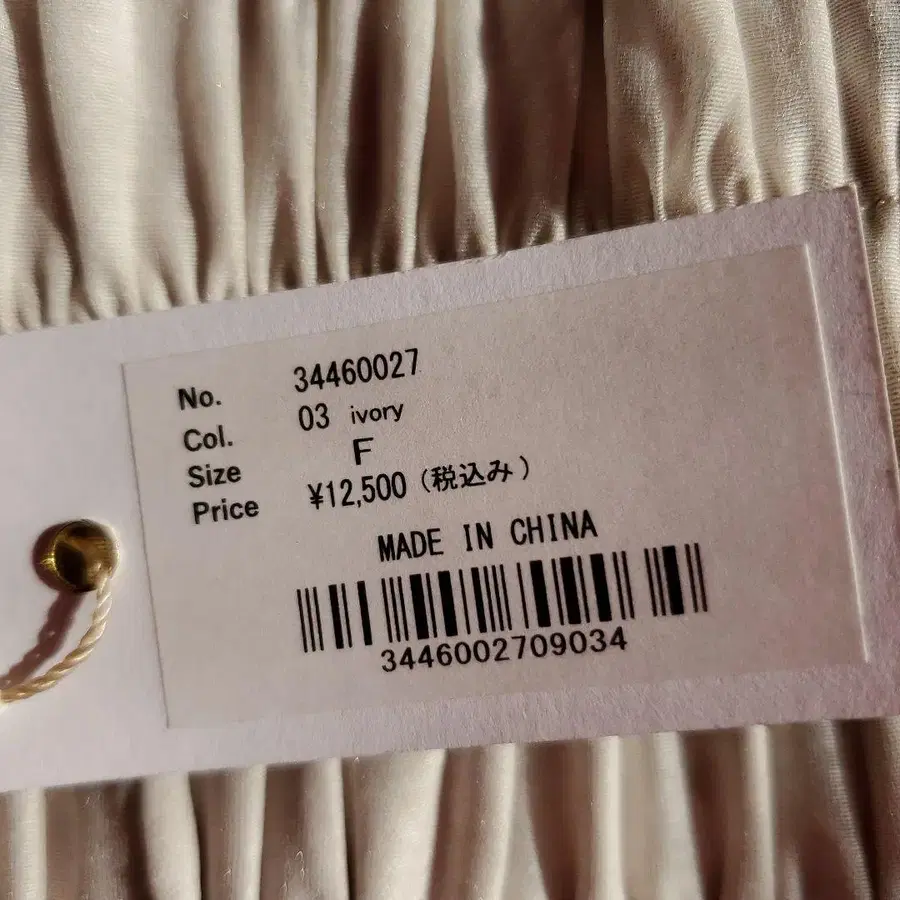 No. 34460027
Col. 03 ivory
Size F
Price ¥12,500(税込み)
MADE IN CHINA
3446002709034